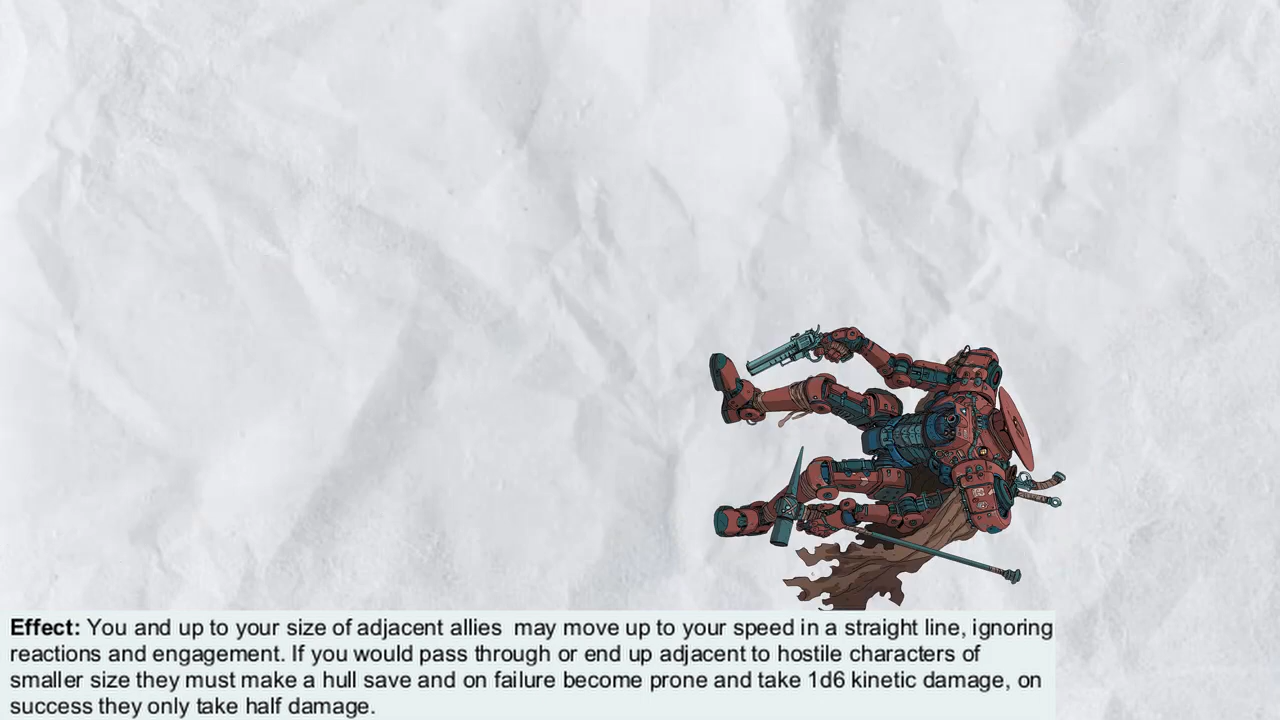 Effect: You and up to your size of adjacent allies  may move up to your speed in a straight line, ignoring
reactions and engagement. If you would pass through or end up adjacent to hostile characters of
smaller size they must make a hull save and on failure become prone and take 1d6 kinetic damage, on
success they only take half damage.